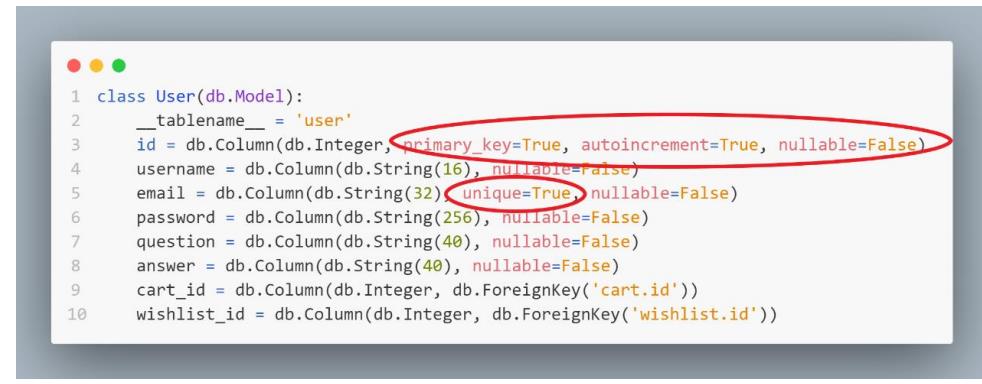 1 class User(db.Model):
2     __tablename__ = 'user'
3     id = db.Column(db.Integer, primary_key=True, autoincrement=True, nullable=False)
4     username = db.Column(db.String(16), nullable=False)
5     email = db.Column(db.String(32), unique=True, nullable=False)
6     password = db.Column(db.String(256), nullable=False)
7     question = db.Column(db.String(40), nullable=False)
8     answer = db.Column(db.String(40), nullable=False)
9     cart_id = db.Column(db.Integer, db.ForeignKey('cart.id'))
10     wishlist_id = db.Column(db.Integer, db.ForeignKey('wishlist.id'))